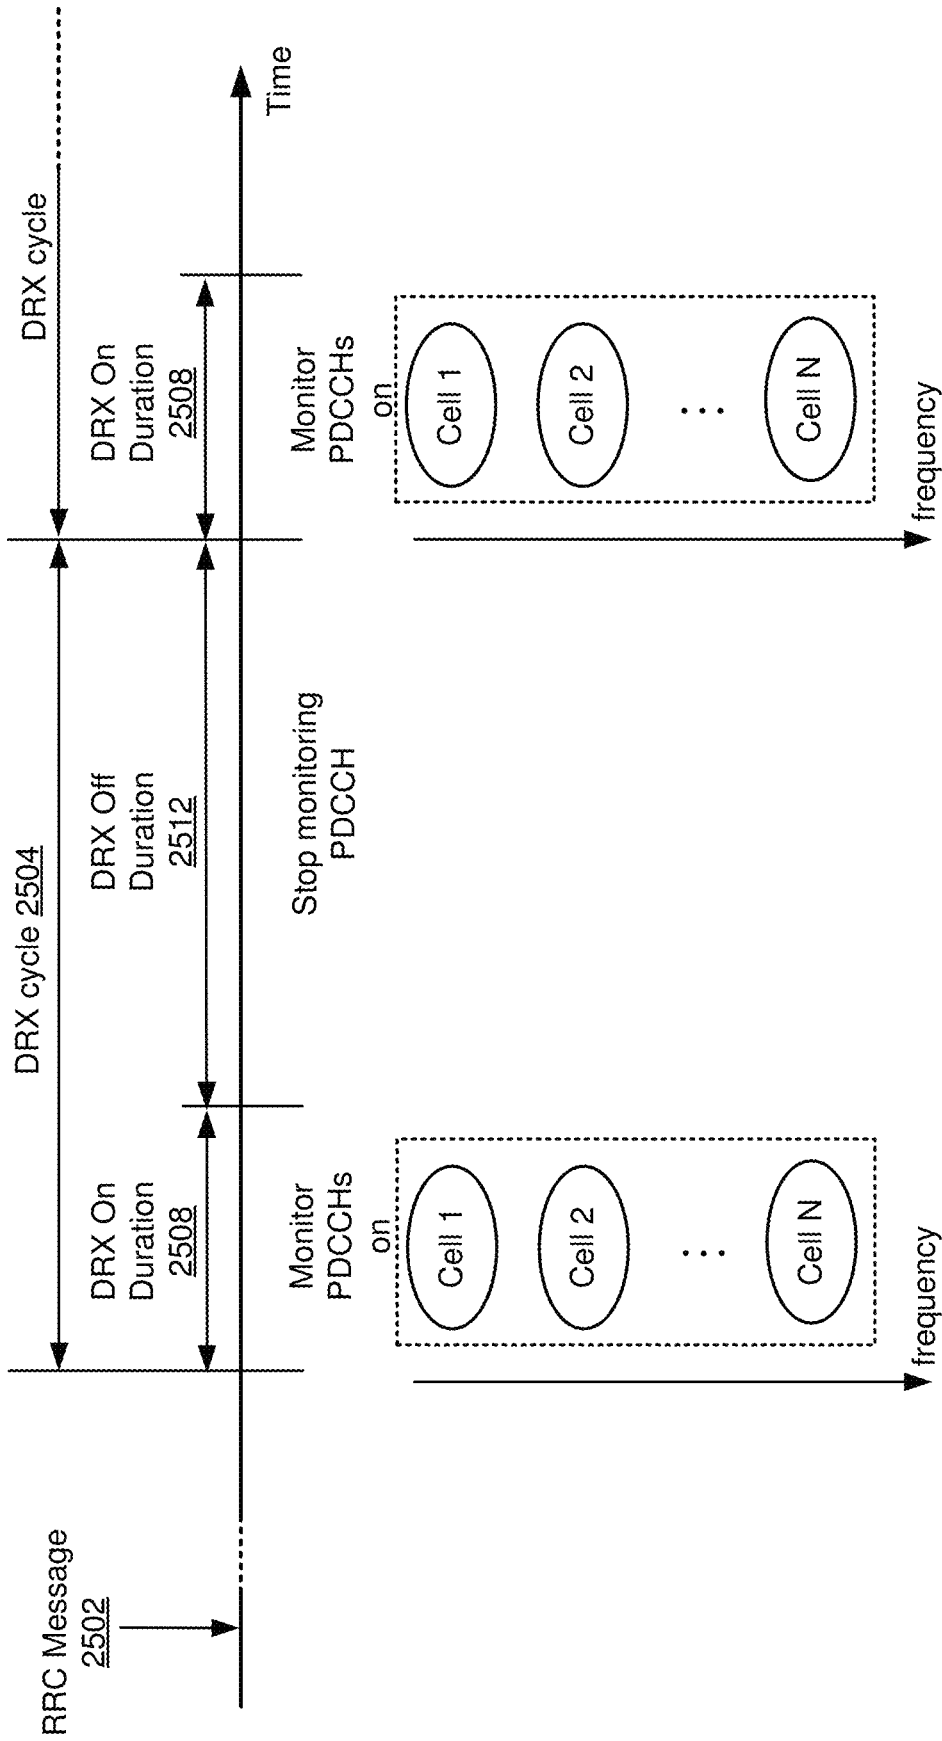 DRX cycle 2504
DRX cycle
RRC Message
2502
DRX On
Duration
2508
DRX Off
Duration
2512
DRX On
Duration
2508
Time
Monitor
PDCCHs
on
Cell 1
Cell 2
...
Cell N
frequency
Stop monitoring
PDCCH
Monitor
PDCCHs
on
Cell 1
Cell 2
...
Cell N
frequency